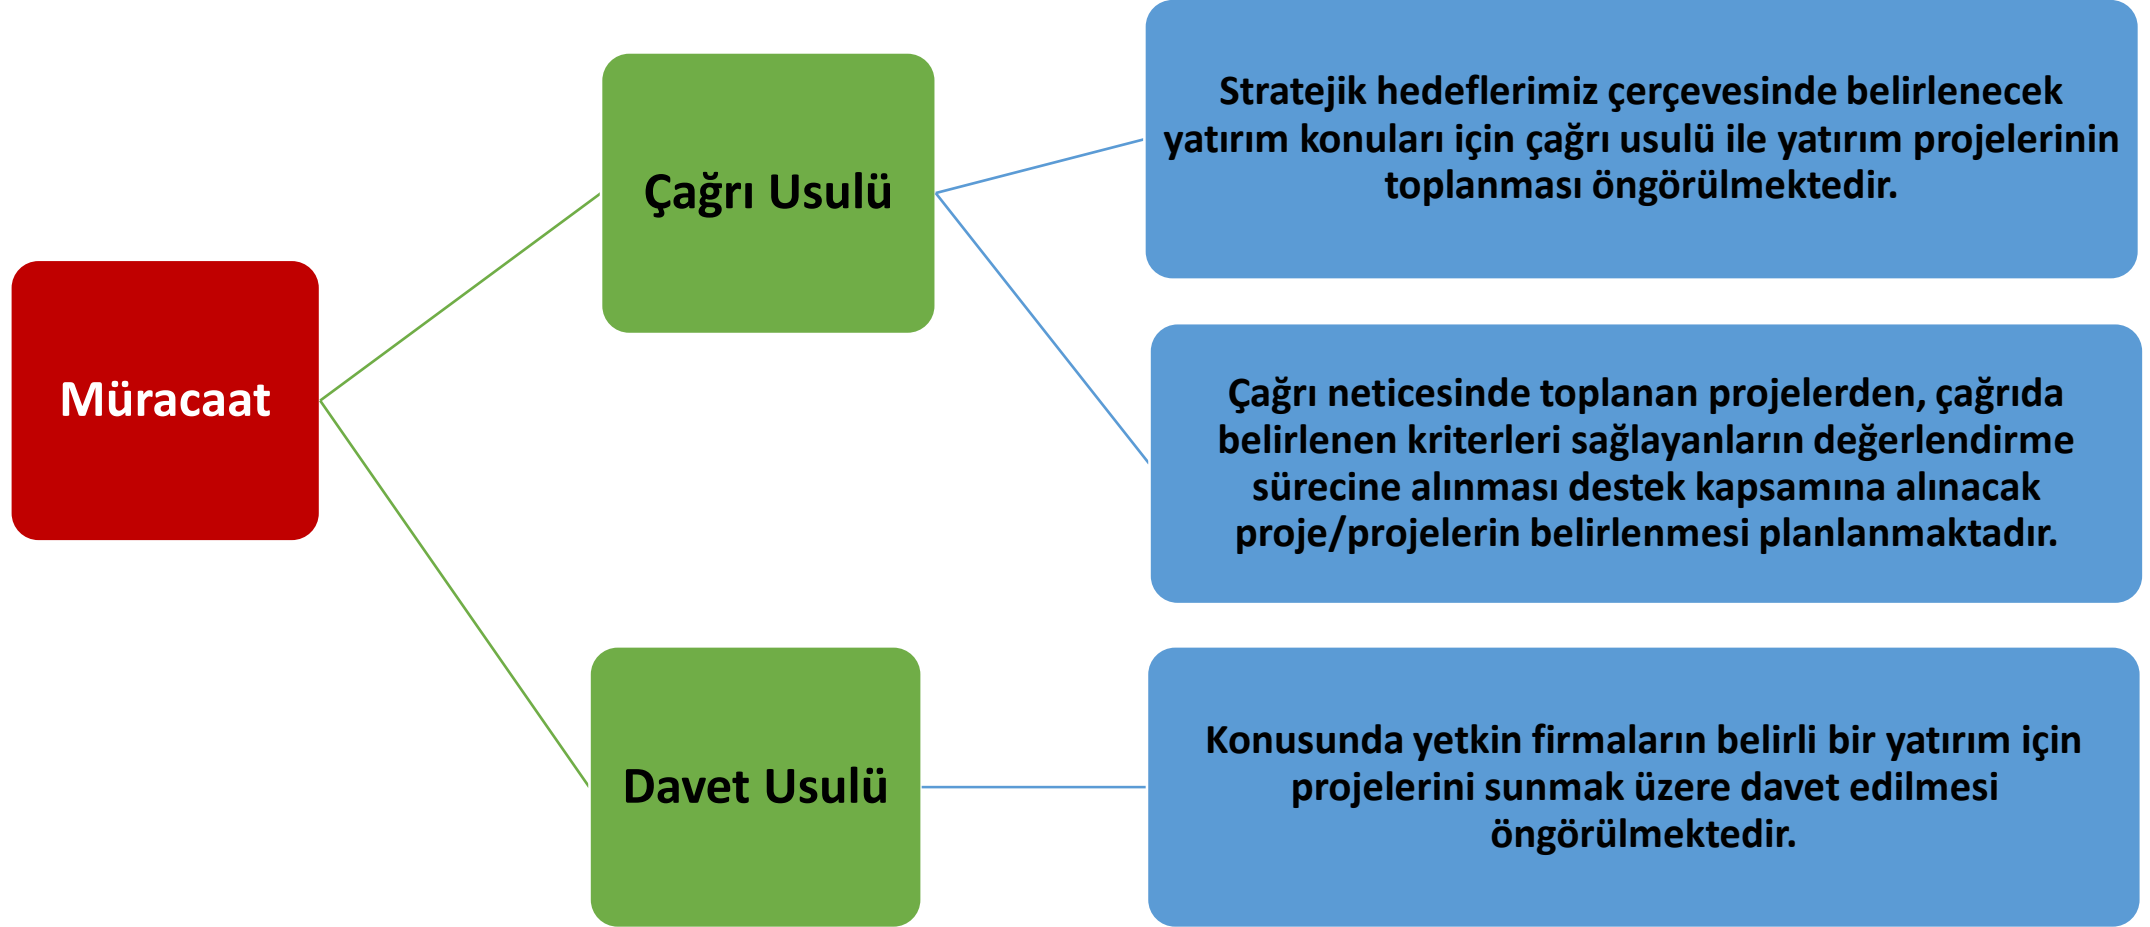 Müracaat
Çağrı Usulü
Stratejik hedeflerimiz çerçevesinde belirlenecek
yatırım konuları için çağrı usulü ile yatırım projelerinin
toplanması öngörülmektedir.
Çağrı neticesinde toplanan projelerden, çağrıda
belirlenen kriterleri sağlayanların değerlendirme
sürecine alınması destek kapsamına alınacak
proje/projelerin belirlenmesi planlanmaktadır.
Davet Usulü
Konusunda yetkin firmaların belirli bir yatırım için
projelerini sunmak üzere davet edilmesi
öngörülmektedir.